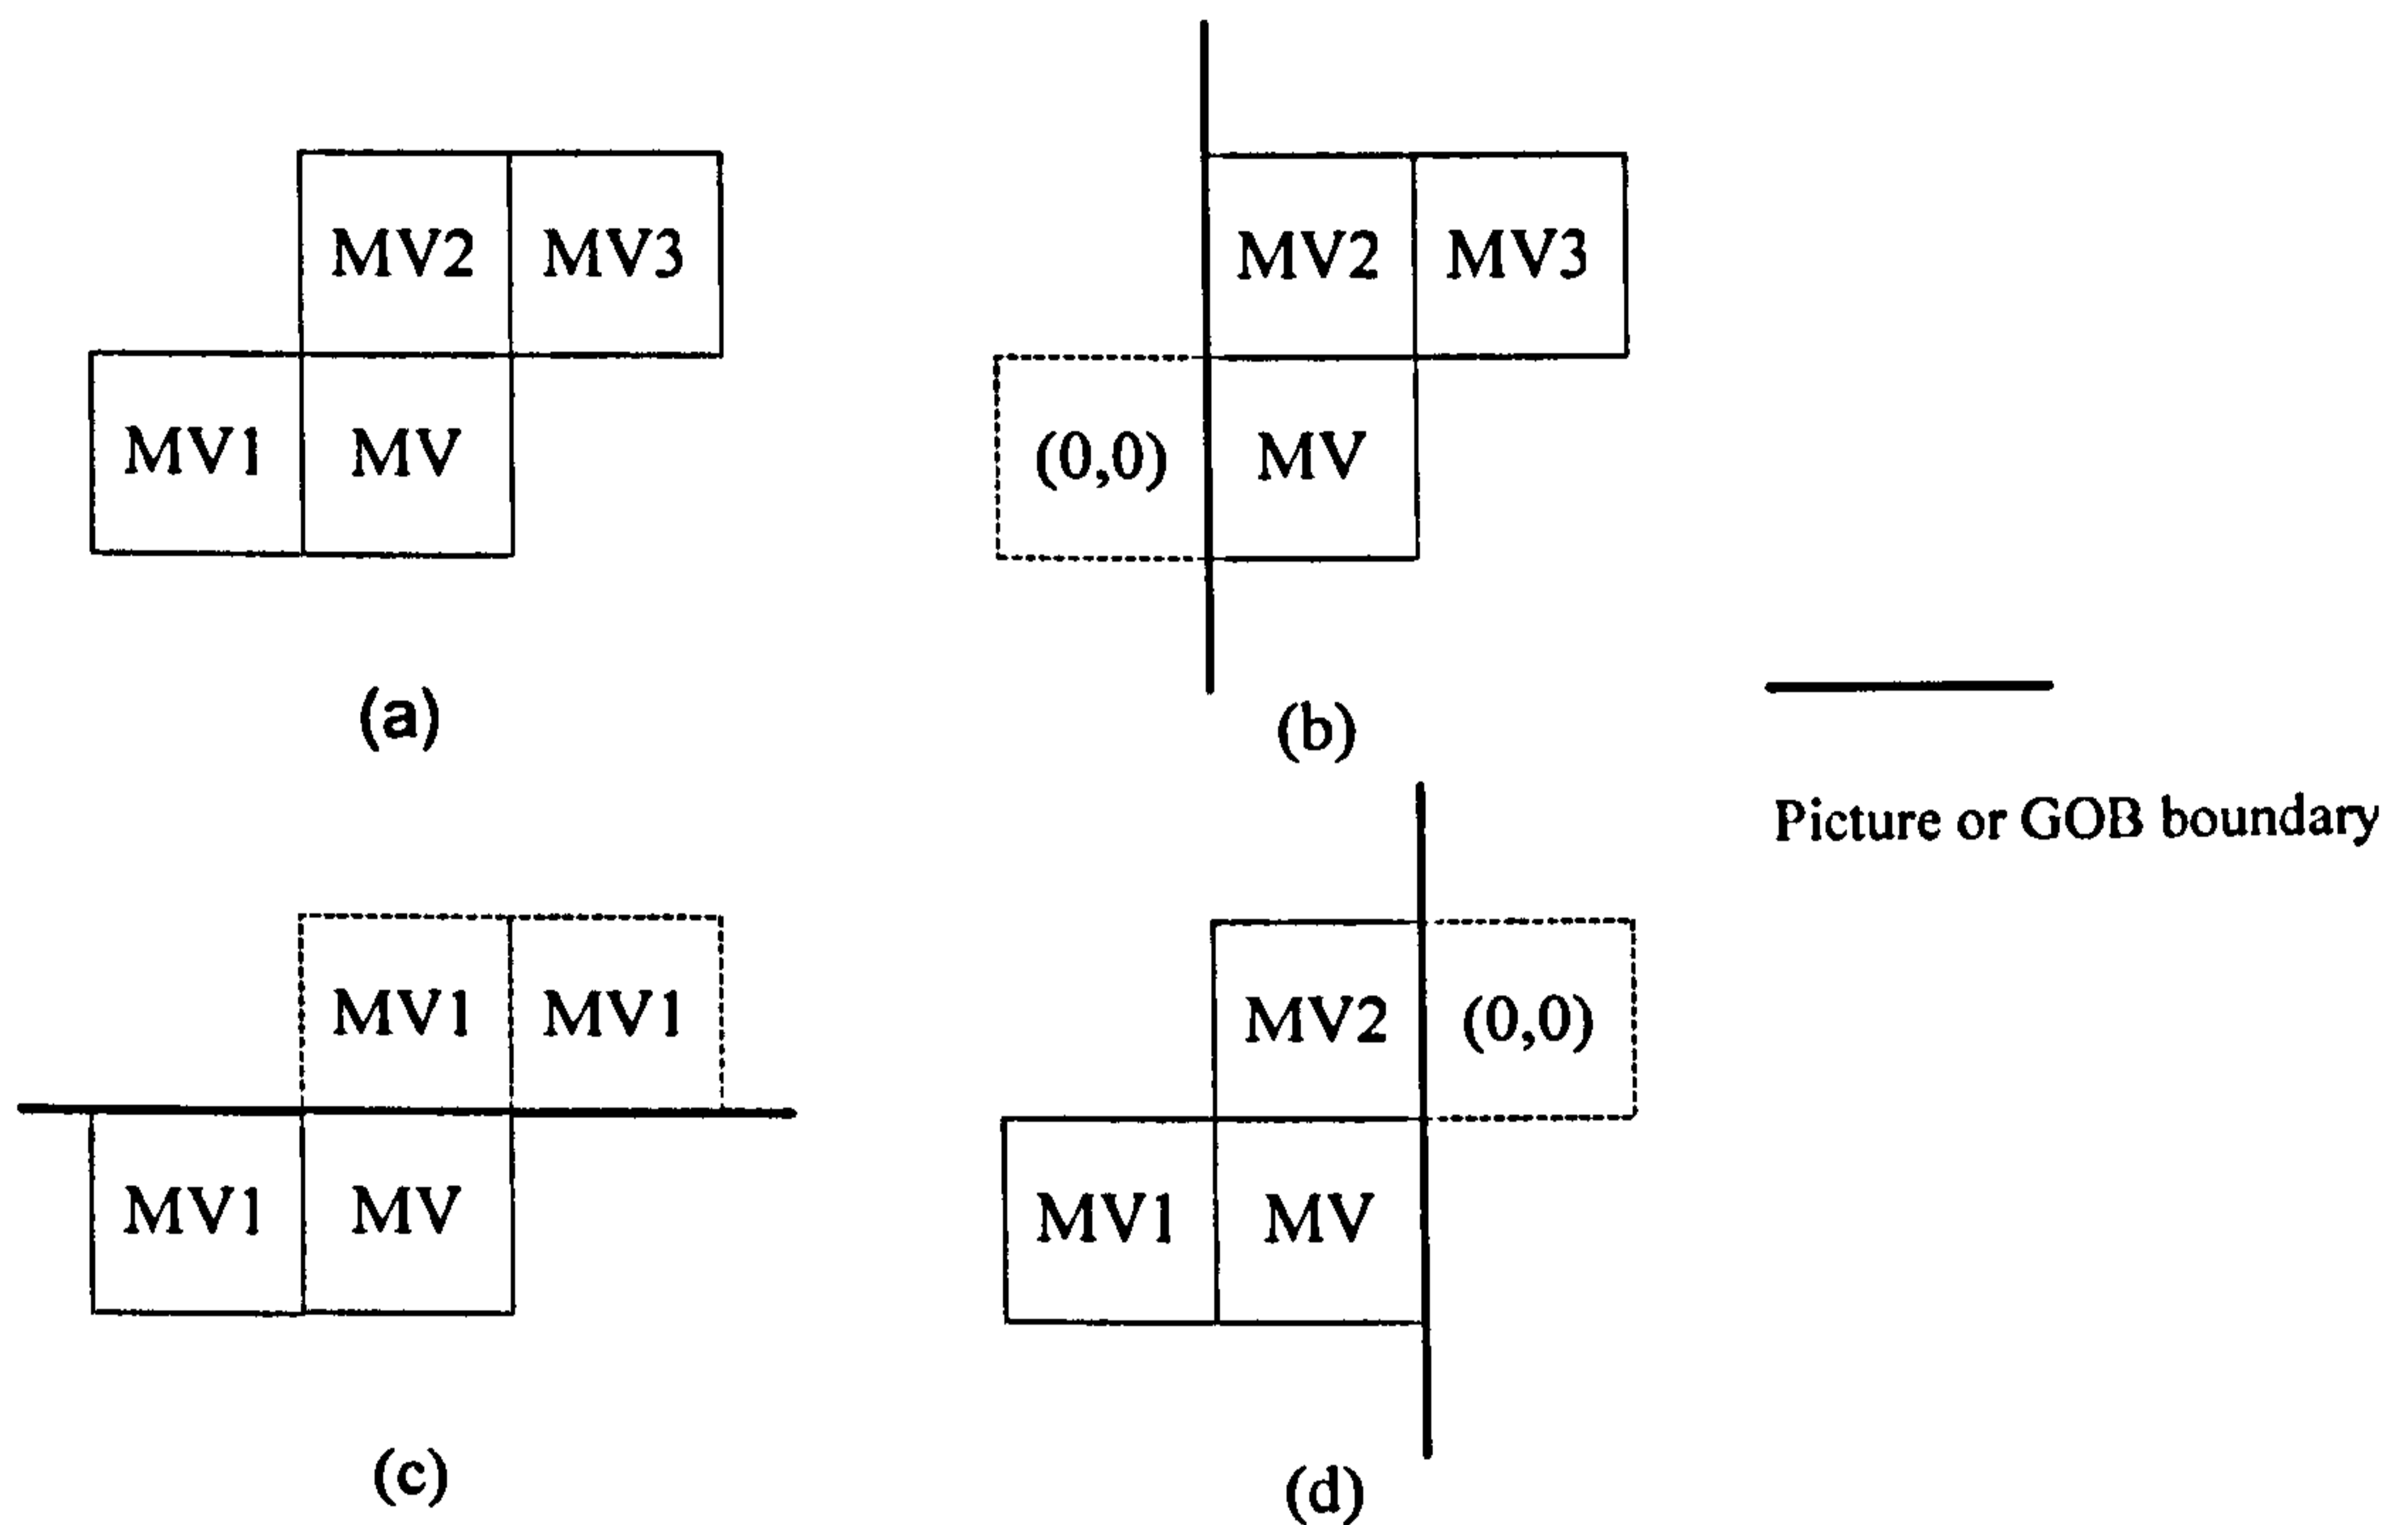 MV2 MV3
MV1 MV
(a)
MV2 MV3
(0,0) MV
(b)
Picture or GOB boundary
MV1 MV1
MV1 MV
(c)
MV2 (0,0)
MV1 MV
(d)